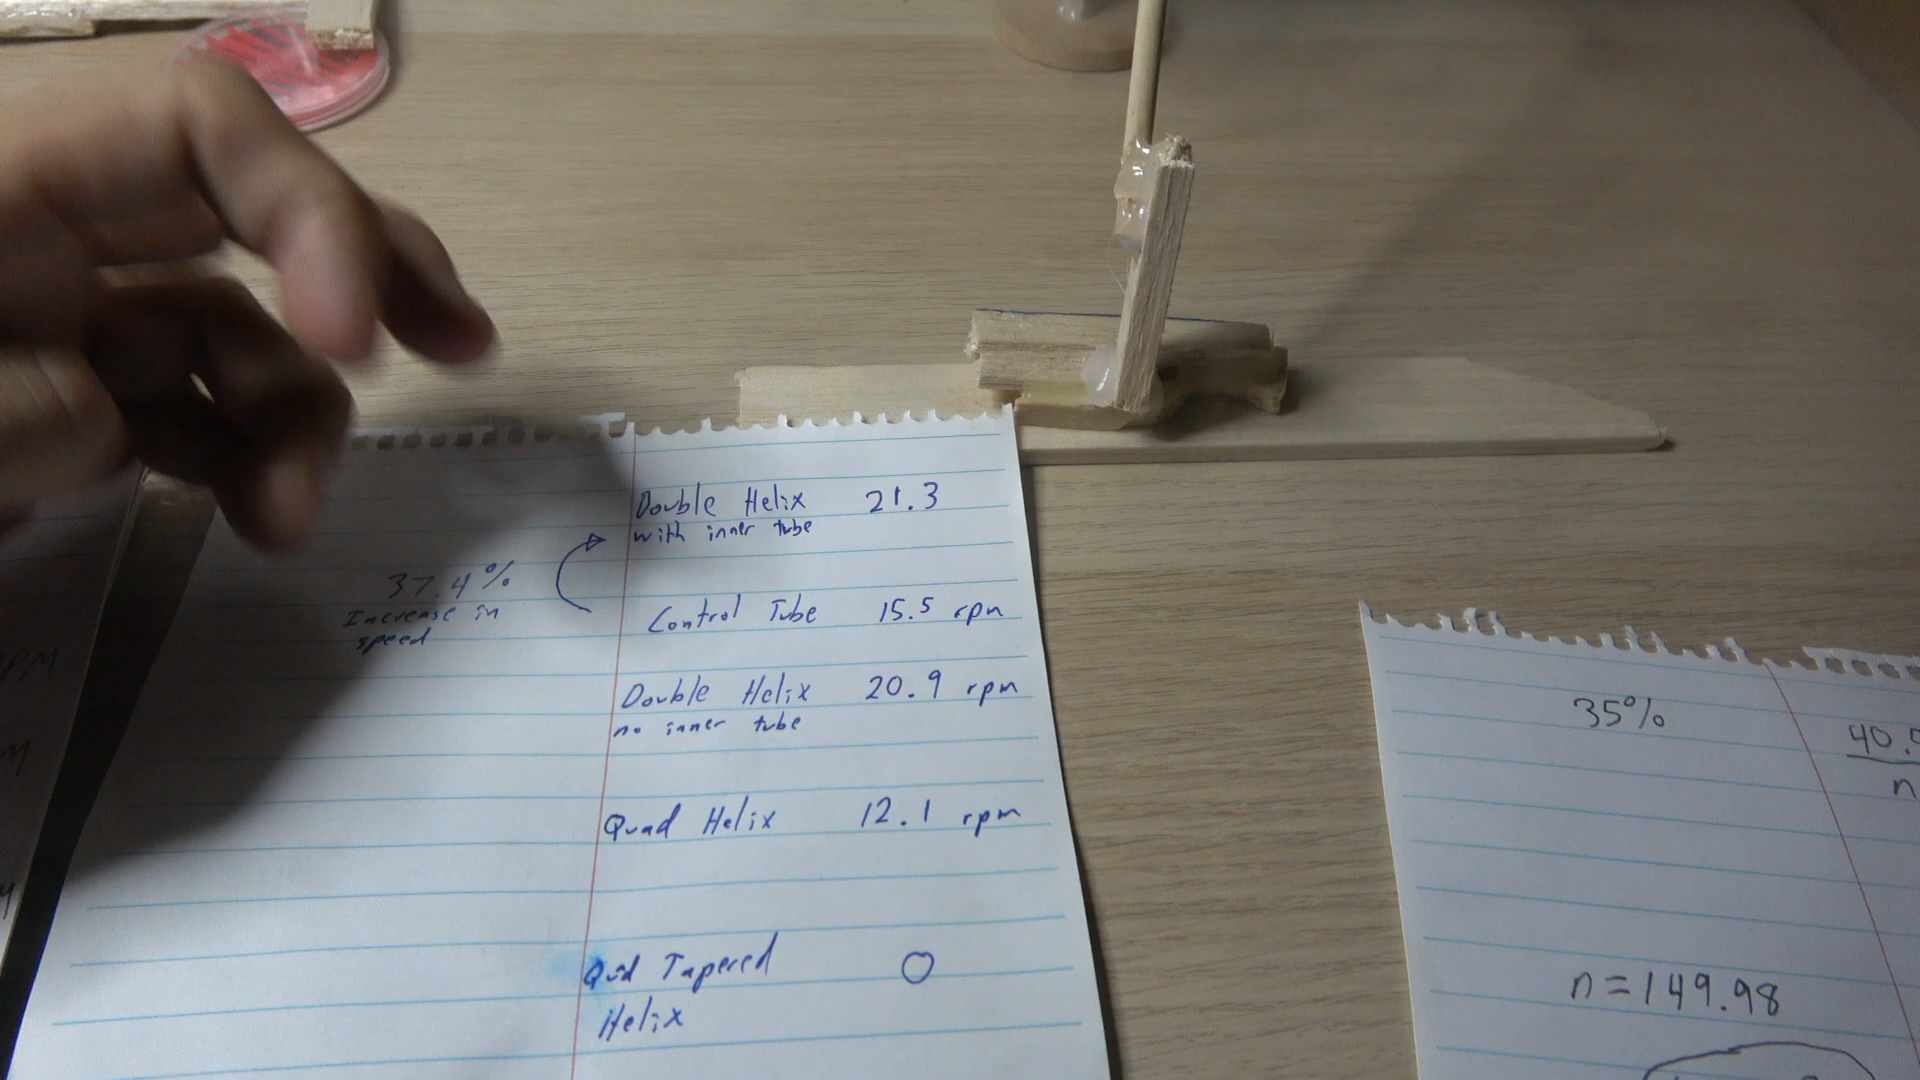 Double Helix 21.3
with inner tube
37.4%
Increase in
speed
Control Tube 15.5 rpm
Double Helix 20.9 rpm
no inner tube
Quad Helix 12.1 rpm
Quad Tapered 0
Helix
35%
n
n=149.98